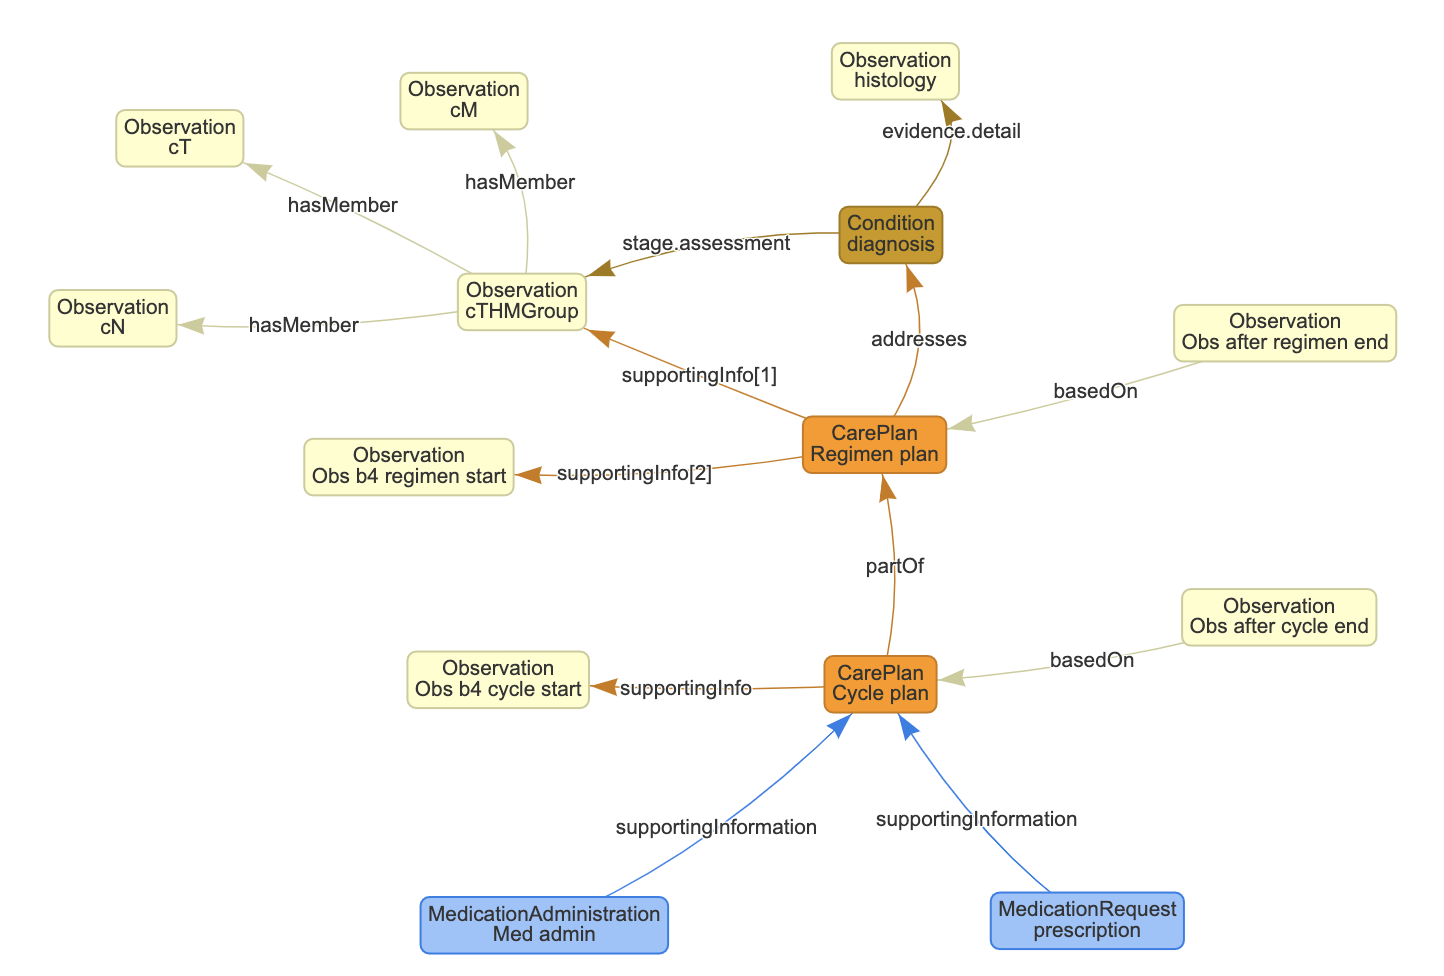 Observation
histology
Observation
cM
Observation
cT
evidence.detail
hasMember
hasMember
Condition
diagnosis
stage.assessment
Observation
cTHMGroup
Observation
cN
hasMember
Observation
Obs after regimen end
addresses
supportingInfo[1]
basedOn
CarePlan
Regimen plan
Observation
Obs b4 regimen start
supportingInfo[2]
partOf
Observation
Obs after cycle end
basedOn
Observation
Obs b4 cycle start
supportingInfo
CarePlan
Cycle plan
supportingInformation
supportingInformation
MedicationAdministration
Med admin
MedicationRequest
prescription